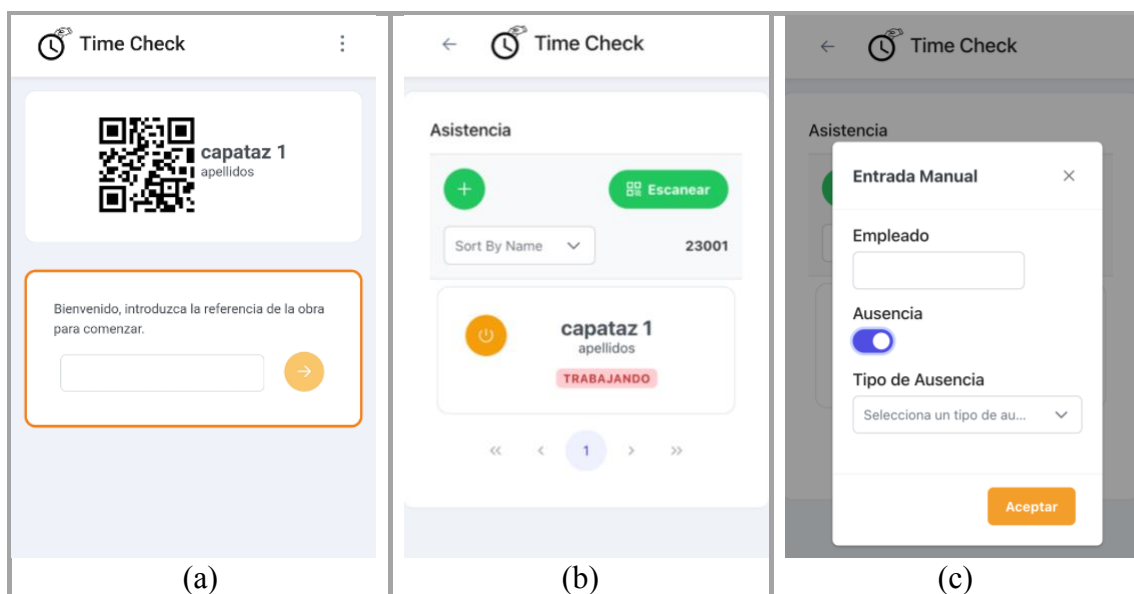 Time Check
capataz 1
apellidos
Bienvenido, introduzca la referencia de la obra
para comenzar.
(a)
Time Check
Asistencia
+
Escanear
Sort By Name
23001
capataz 1
apellidos
TRABAJANDO
« < 1 > »
(b)
Time Check
Asistencia
Entrada Manual
Empleado
Ausencia
Tipo de Ausencia
Selecciona un tipo de au...
Aceptar
(c)